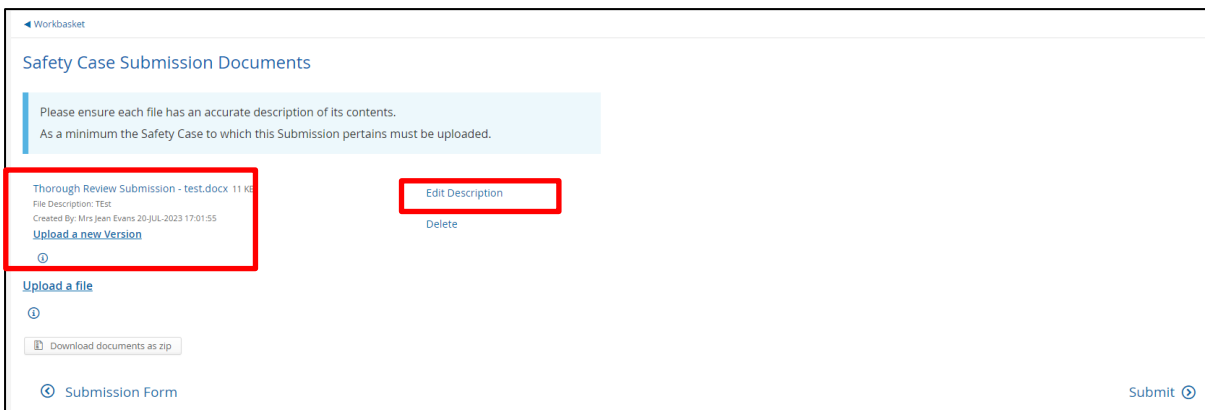 Workbasket
Safety Case Submission Documents
Please ensure each file has an accurate description of its contents.
As a minimum the Safety Case to which this Submission pertains must be uploaded.
Thorough Review Submission - test.docx 11 KB
Edit Description
File Description: TEst
Created By: Mrs Jean Evans 20-JUL-2023 17:01:55
Delete
Upload a new Version
Upload a file
Download documents as zip
Submission Form
Submit